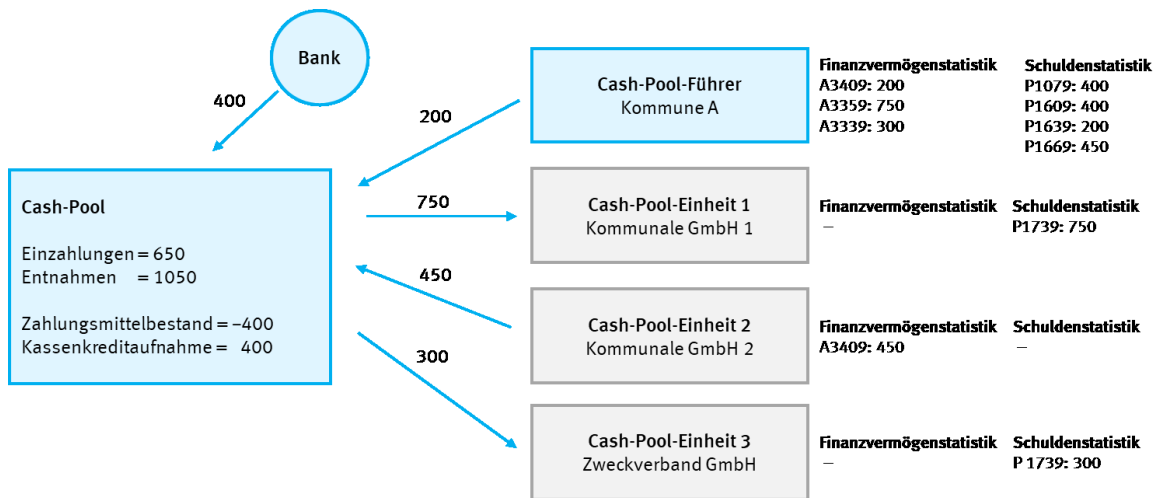 Bank
400
Cash-Pool
Einzahlungen = 650
Entnahmen = 1050
Zahlungsmittelbestand = –400
Kassenkreditaufnahme = 400
200
750
450
300
Cash-Pool-Führer
Kommune A
Finanzvermögenstatistik
A3409: 200
A3359: 750
A3339: 300
Schuldenstatistik
P1079: 400
P1609: 400
P1639: 200
P1669: 450
Cash-Pool-Einheit 1
Kommunale GmbH 1
Finanzvermögenstatistik
–
Schuldenstatistik
P1739: 750
Cash-Pool-Einheit 2
Kommunale GmbH 2
Finanzvermögenstatistik
A3409: 450
Schuldenstatistik
–
Cash-Pool-Einheit 3
Zweckverband GmbH
Finanzvermögenstatistik
–
Schuldenstatistik
P 1739: 300